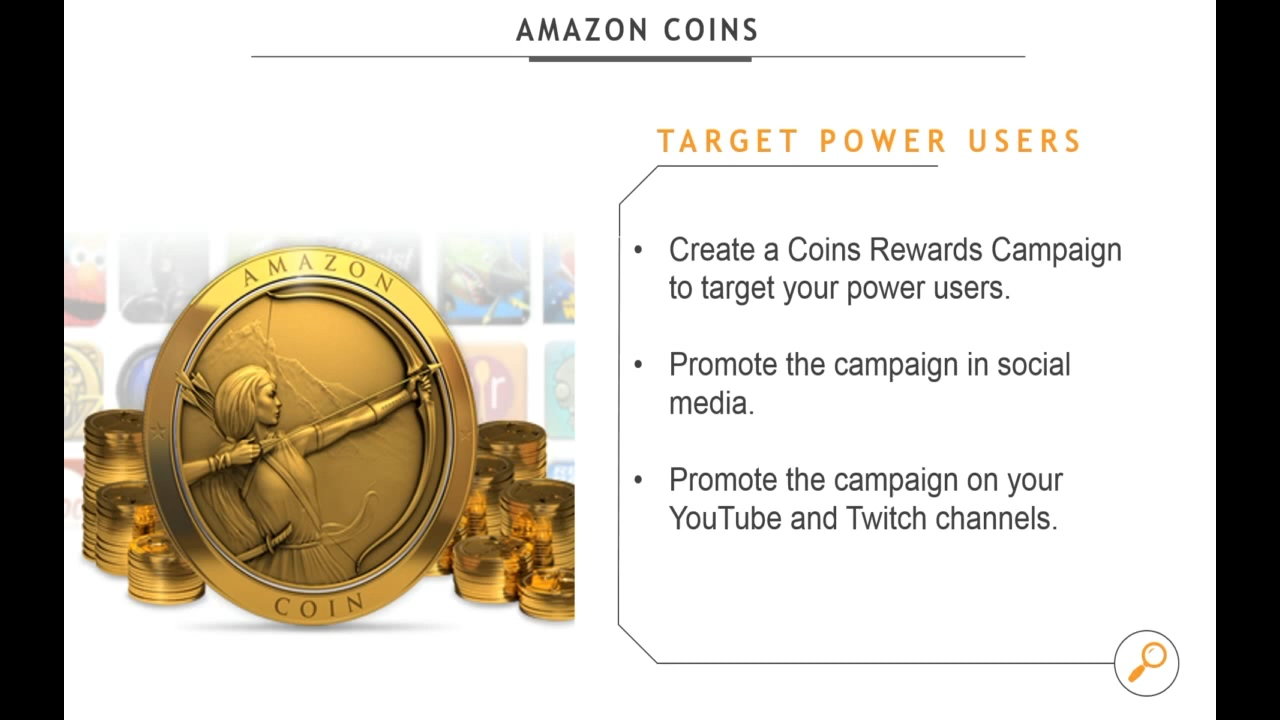 AMAZON COINS
TARGET POWER USERS
• Create a Coins Rewards Campaign
to target your power users.
• Promote the campaign in social
media.
• Promote the campaign on your
YouTube and Twitch channels.
AMAZON
COIN